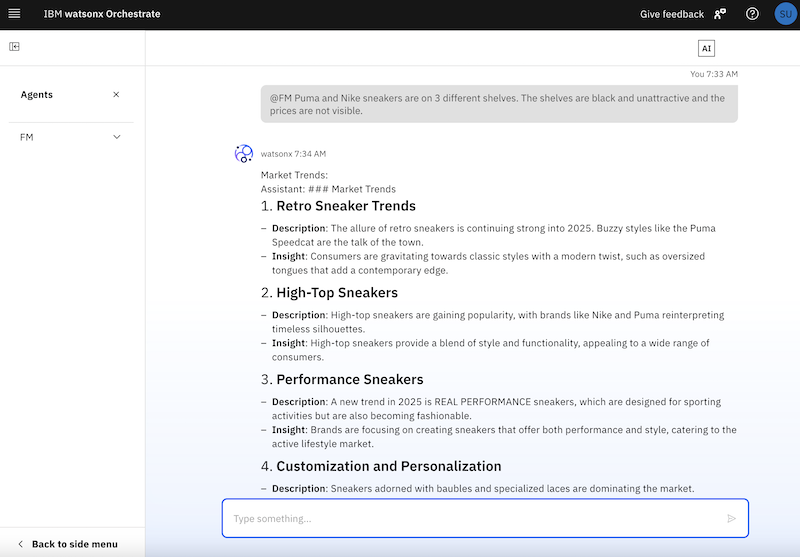 IBM watsonx Orchestrate
Give feedback
SU
AI
Agents
FM
You 7:33 AM
@FM Puma and Nike sneakers are on 3 different shelves. The shelves are black and unattractive and the
prices are not visible.
watsonx 7:34 AM
Market Trends:
Assistant: ### Market Trends
1. Retro Sneaker Trends
– Description: The allure of retro sneakers is continuing strong into 2025. Buzzy styles like the Puma
Speedcat are the talk of the town.
– Insight: Consumers are gravitating towards classic styles with a modern twist, such as oversized
tongues that add a contemporary edge.
2. High-Top Sneakers
– Description: High-top sneakers are gaining popularity, with brands like Nike and Puma reinterpreting
timeless silhouettes.
– Insight: High-top sneakers provide a blend of style and functionality, appealing to a wide range of
consumers.
3. Performance Sneakers
– Description: A new trend in 2025 is REAL PERFORMANCE sneakers, which are designed for sporting
activities but are also becoming fashionable.
– Insight: Brands are focusing on creating sneakers that offer both performance and style, catering to the
active lifestyle market.
4. Customization and Personalization
– Description: Sneakers adorned with baubles and specialized laces are dominating the market.
Type something...
Back to side menu